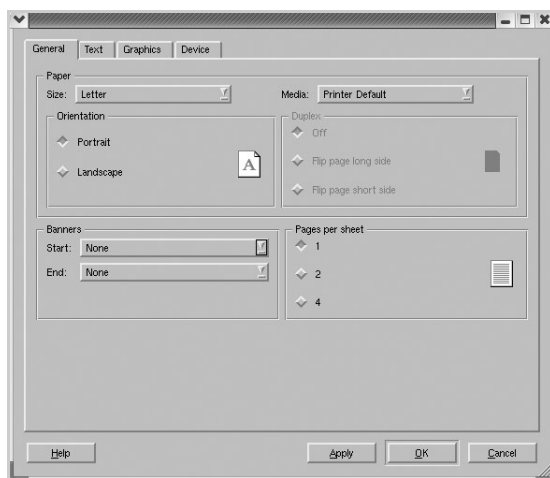 General Text Graphics Device
Paper
Size: Letter Media: Printer Default
Orientation Duplex
Portrait Off
A
Landscape Flip page long side
Flip page short side
Banners Pages per sheet
Start: None 1
End: None 2
4
Help Apply OK Cancel